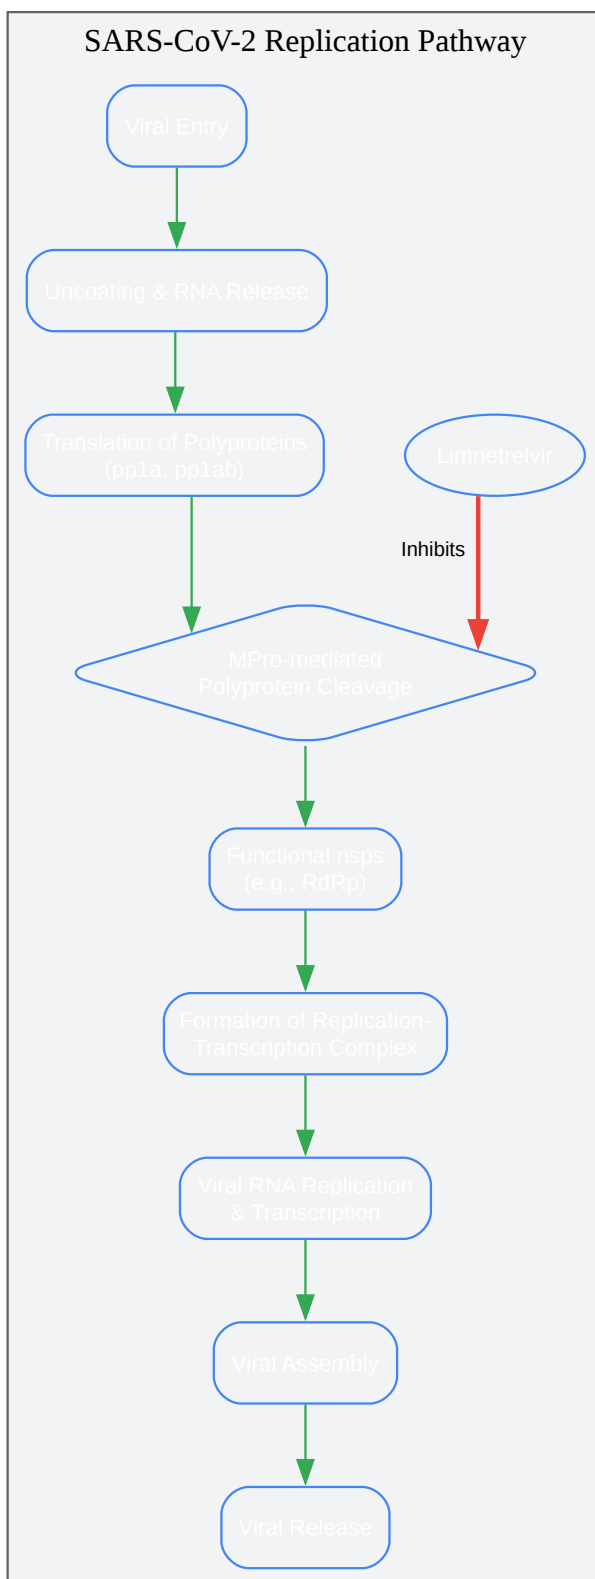 SARS-CoV-2 Replication Pathway
Viral Entry
Uncoating & RNA Release
Translation of Polyproteins
(pp1a, pp1ab)
Limnetrelvir
Inhibits
MPro-mediated
Polyprotein Cleavage
Functional nsps
(e.g., RdRp)
Formation of Replication-
Transcription Complex
Viral RNA Replication
& Transcription
Viral Assembly
Viral Release